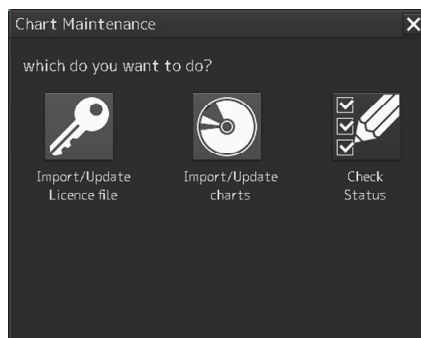 Chart Maintenance
which do you want to do?
Import/Update
Licence file
Import/Update
charts
Check
Status